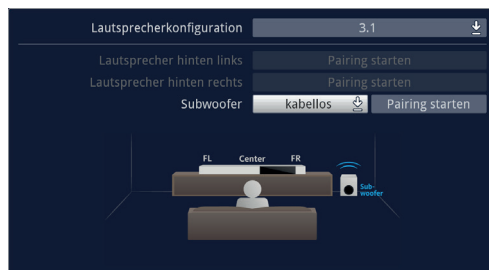 Lautsprecherkonfiguration 3.1
Lautsprecher hinten links Pairing starten
Lautsprecher hinten rechts Pairing starten
Subwoofer kabellos Pairing starten
FL Center FR
Sub-
woofer